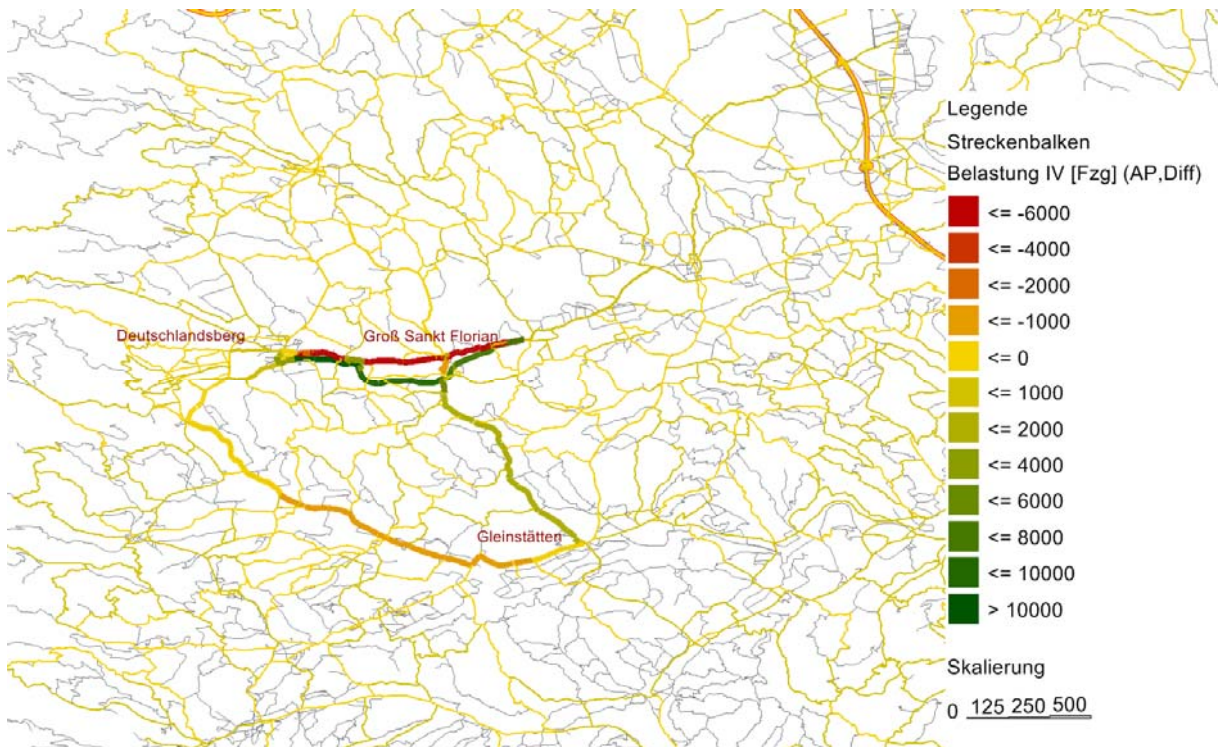 Legende
Streckenbalken
Belastung IV [Fzg] (AP,Diff)
<= -6000
<= -4000
<= -2000
<= -1000
<= 0
<= 1000
<= 2000
<= 4000
<= 6000
<= 8000
<= 10000
> 10000
Skalierung
0 125 250 500
Deutschlandsberg
Groß Sankt Florian
Gleinstätten